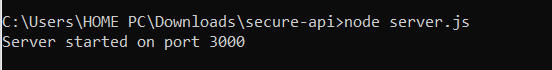 C:\Users\HOME PC\Downloads\secure-api>node server.js
Server started on port 3000